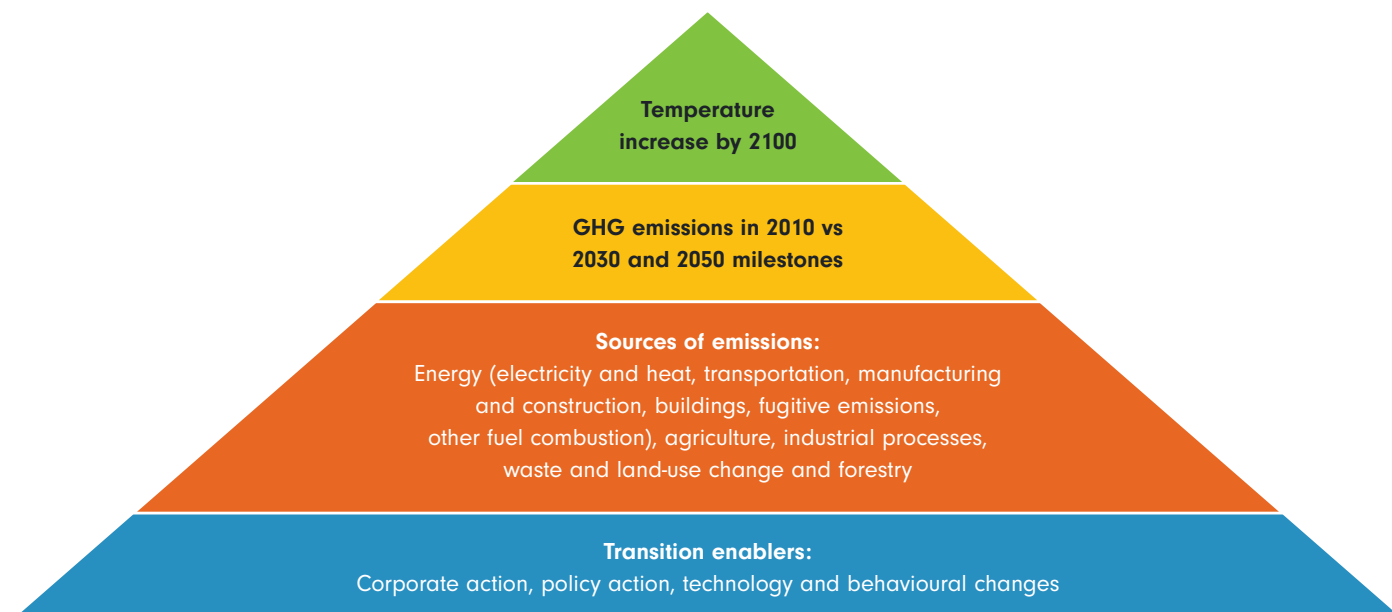 Temperature
increase by 2100
GHG emissions in 2010 vs
2030 and 2050 milestones
Sources of emissions:
Energy (electricity and heat, transportation, manufacturing
and construction, buildings, fugitive emissions,
other fuel combustion), agriculture, industrial processes,
waste and land-use change and forestry
Transition enablers:
Corporate action, policy action, technology and behavioural changes